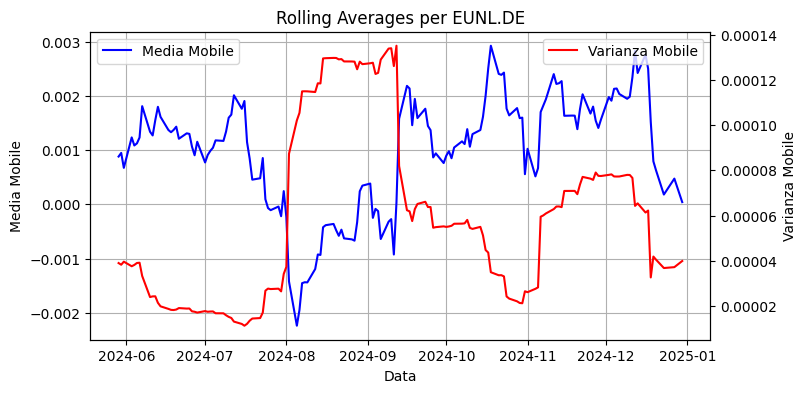 Rolling Averages per EUNL.DE
Media Mobile
Varianza Mobile
0.003
0.002
0.001
0.000
−0.001
−0.002
Media Mobile
0.00014
0.00012
0.00010
0.00008
0.00006
0.00004
0.00002
Varianza Mobile
2024-06 2024-07 2024-08 2024-09 2024-10 2024-11 2024-12 2025-01
Data